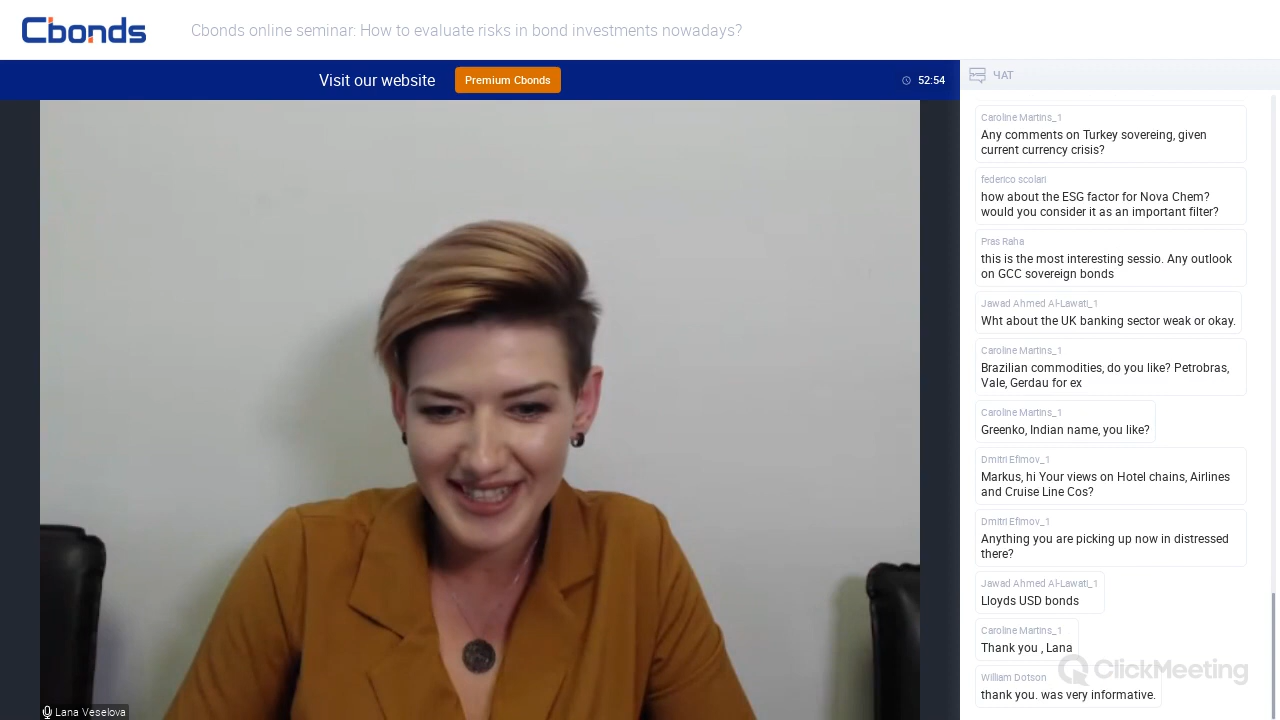 Cbonds
Cbonds online seminar: How to evaluate risks in bond investments nowadays?
Visit our website
Premium Cbonds
52:54
ЧАТ
Caroline Martins_1
Any comments on Turkey sovereing, given
current currency crisis?
federico scolari
how about the ESG factor for Nova Chem?
would you consider it as an important filter?
Pras Raha
this is the most interesting sessio. Any outlook
on GCC sovereign bonds
Jawad Ahmed Al-Lawati_1
Wht about the UK banking sector weak or okay.
Caroline Martins_1
Brazilian commodities, do you like? Petrobras,
Vale, Gerdau for ex
Caroline Martins_1
Greenko, Indian name, you like?
Dmitri Efimov_1
Markus, hi Your views on Hotel chains, Airlines
and Cruise Line Cos?
Dmitri Efimov_1
Anything you are picking up now in distressed
there?
Jawad Ahmed Al-Lawati_1
Lloyds USD bonds
Caroline Martins_1
Thank you , Lana
ClickMeeting
William Dotson
thank you. was very informative.
Lana Veselova